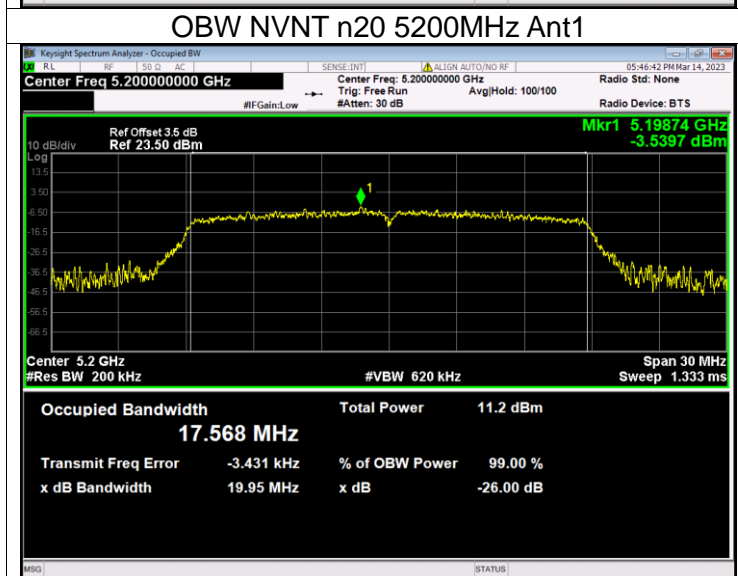 OBW NVNT n20 5200MHz Ant1
Keysight Spectrum Analyzer - Occupied BW
RL RF 50 Ω AC SENSE:INT ALIGN AUTO/NO RF 05:46:42 PM Mar 14, 2023
Center Freq 5.200000000 GHz Center Freq: 5.200000000 GHz Radio Std: None
Trig: Free Run Avg|Hold: 100/100
#IFGain:Low #Atten: 30 dB Radio Device: BTS
Mkr1 5.19874 GHz
Ref Offset 3.5 dB
10 dB/div Ref 23.50 dBm -3.5397 dBm
Log
13.5
3.50
-6.50
-16.5
-26.5
-36.5
-46.5
-56.5
-66.5
1
Center 5.2 GHz Span 30 MHz
#Res BW 200 kHz #VBW 620 kHz Sweep 1.333 ms
Occupied Bandwidth Total Power 11.2 dBm
17.568 MHz
Transmit Freq Error -3.431 kHz % of OBW Power 99.00 %
x dB Bandwidth 19.95 MHz x dB -26.00 dB
MSG STATUS